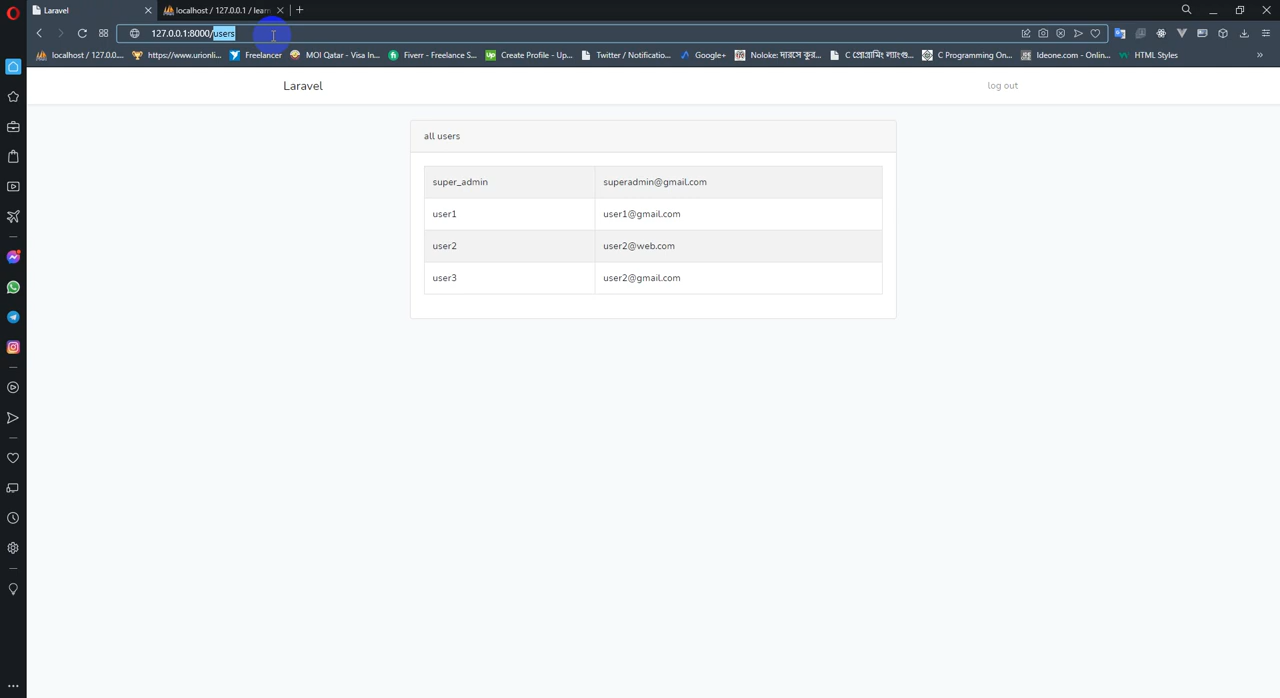 Laravel
localhost / 127.0.0.1 / lear
127.0.0.1:8000/users
localhost / 127.0.0....
https://www.urionli...
Freelancer
MOI Qatar - Visa In...
Fiverr - Freelance S...
Create Profile - Up...
Twitter / Notificatio...
Google+
Noloke: দারসে কুর...
C প্রোগ্রামিং ল্যাংগু...
C Programming On...
Ideone.com - Onlin...
HTML Styles
»
Laravel
log out
all users
super_admin superadmin@gmail.com
user1 user1@gmail.com
user2 user2@web.com
user3 user2@gmail.com